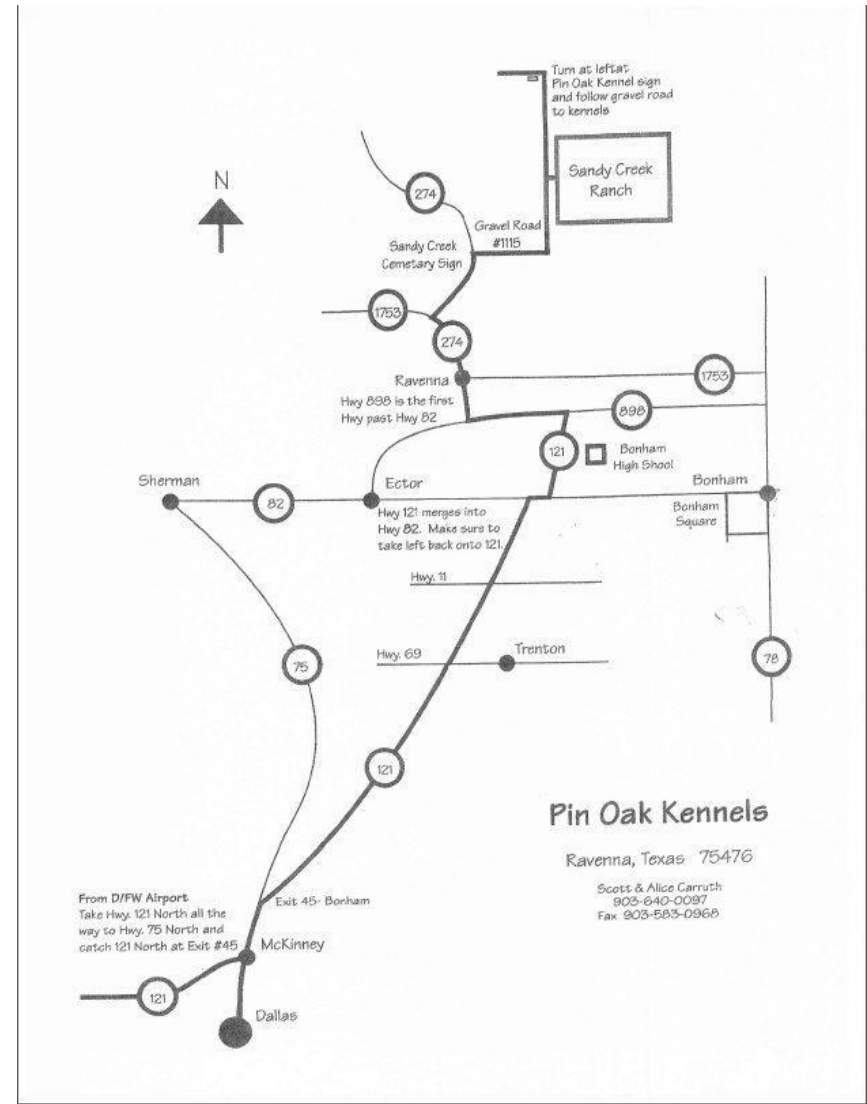 Turn at leftat
Pin Oak Kennel sign
and follow gravel road
to kennels
Sandy Creek
Ranch
N
274
Gravel Road
#1115
Sandy Creek
Cemetary Sign
1753
274
Ravenna
1753
Hwy 898 is the first
Hwy past Hwy 82
898
121
Bonham
High Shool
Sherman
82
Ector
Bonham
Hwy 121 merges into
Hwy 82. Make sure to
take left back onto 121.
Bonham
Square
Hwy. 11
75
Hwy. 69
Trenton
78
121
Pin Oak Kennels
Ravenna, Texas 75476
Scott & Alice Carruth
903-640-0097
Fax 903-583-0968
From D/FW Airport
Take Hwy. 121 North all the
way to Hwy. 75 North and
catch 121 North at Exit #45
Exit 45- Bonham
McKinney
121
Dallas